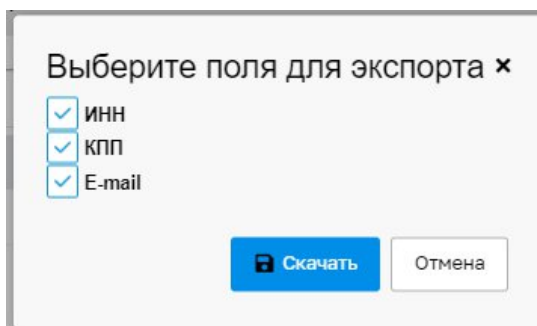 Выберите поля для экспорта ×
ИНН
КПП
E-mail
Скачать Отмена